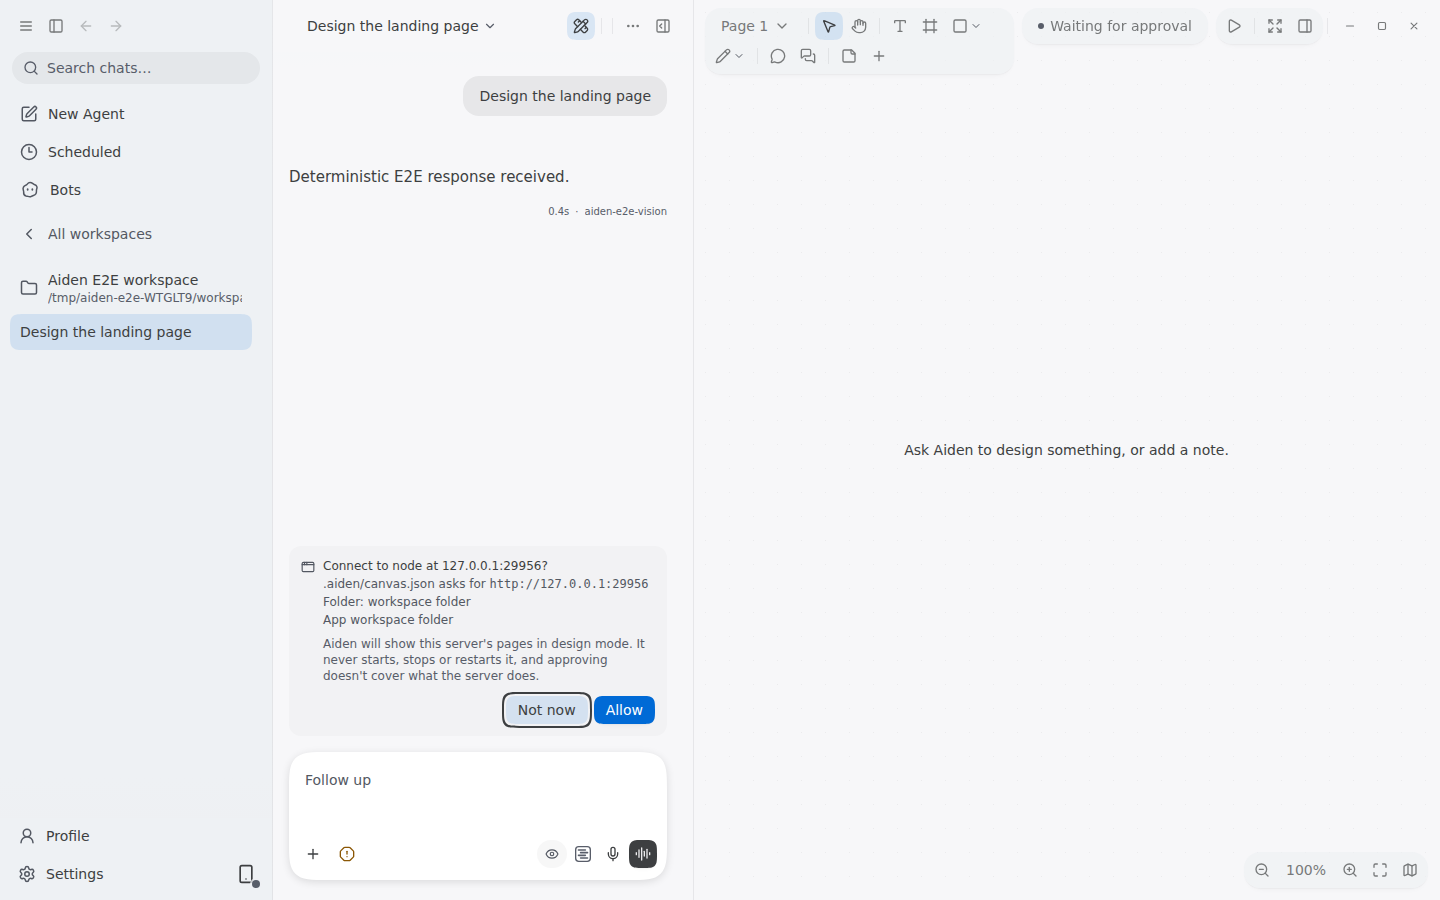 Search chats...
New Agent
Scheduled
Bots
All workspaces
Aiden E2E workspace
/tmp/aiden-e2e-WTGLT9/workspa
Design the landing page
Profile
Settings
Design the landing page
Design the landing page
Deterministic E2E response received.
0.4s · aiden-e2e-vision
Connect to node at 127.0.0.1:29956?
.aiden/canvas.json asks for http://127.0.0.1:29956
Folder: workspace folder
App workspace folder
Aiden will show this server's pages in design mode. It
never starts, stops or restarts it, and approving
doesn't cover what the server does.
Not now
Allow
Follow up
Page 1
Waiting for approval
Ask Aiden to design something, or add a note.
100%